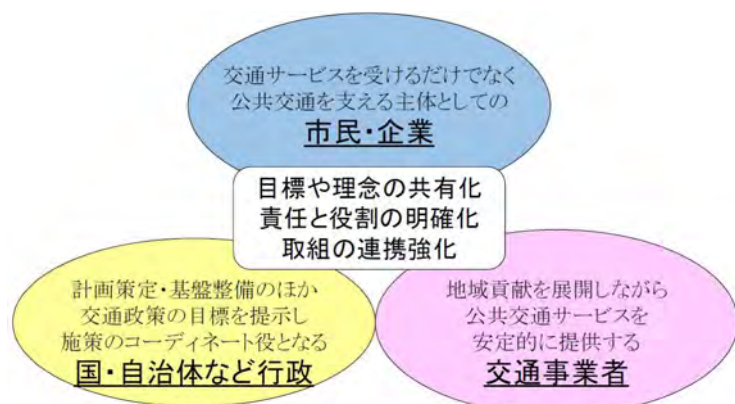 交通サービスを受けるだけでなく
公共交通を支える主体としての
市民・企業
目標や理念の共有化
責任と役割の明確化
取組の連携強化
計画策定・基盤整備のほか
交通政策の目標を提示し
施策のコーディネート役となる
国・自治体など行政
地域貢献を展開しながら
公共交通サービスを
安定的に提供する
交通事業者